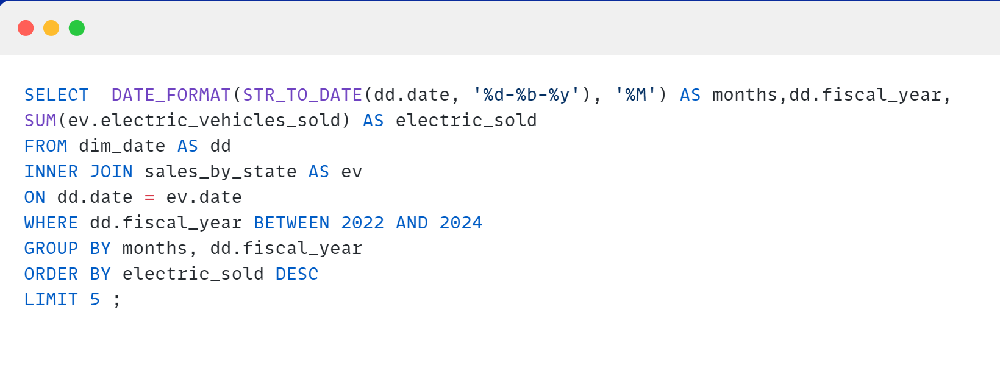 SELECT  DATE_FORMAT(STR_TO_DATE(dd.date, '%d-%b-%y'), '%M') AS months,dd.fiscal_year,
SUM(ev.electric_vehicles_sold) AS electric_sold
FROM dim_date AS dd
INNER JOIN sales_by_state AS ev
ON dd.date = ev.date
WHERE dd.fiscal_year BETWEEN 2022 AND 2024
GROUP BY months, dd.fiscal_year
ORDER BY electric_sold DESC
LIMIT 5 ;